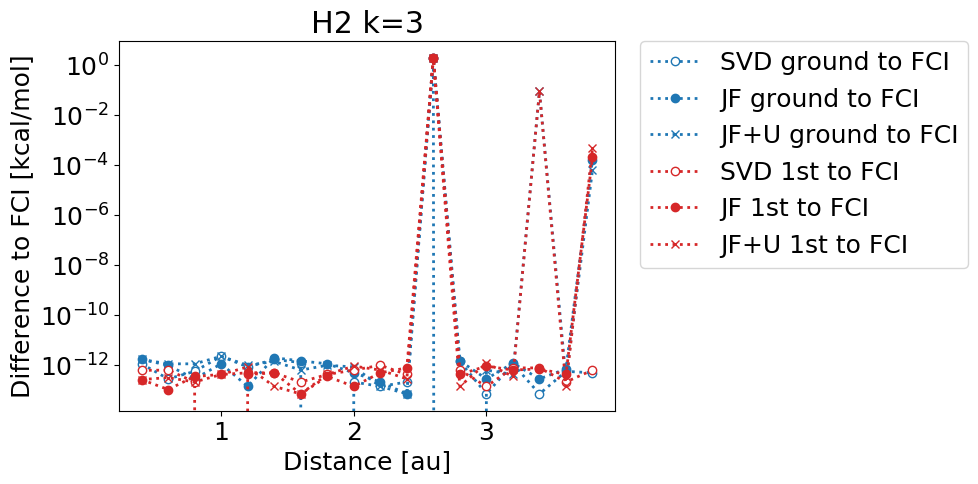 H2 k=3
Difference to FCI [kcal/mol]
10⁰
10⁻²
10⁻⁴
10⁻⁶
10⁻⁸
10⁻¹⁰
10⁻¹²
1 2 3
Distance [au]
SVD ground to FCI
JF ground to FCI
JF+U ground to FCI
SVD 1st to FCI
JF 1st to FCI
JF+U 1st to FCI